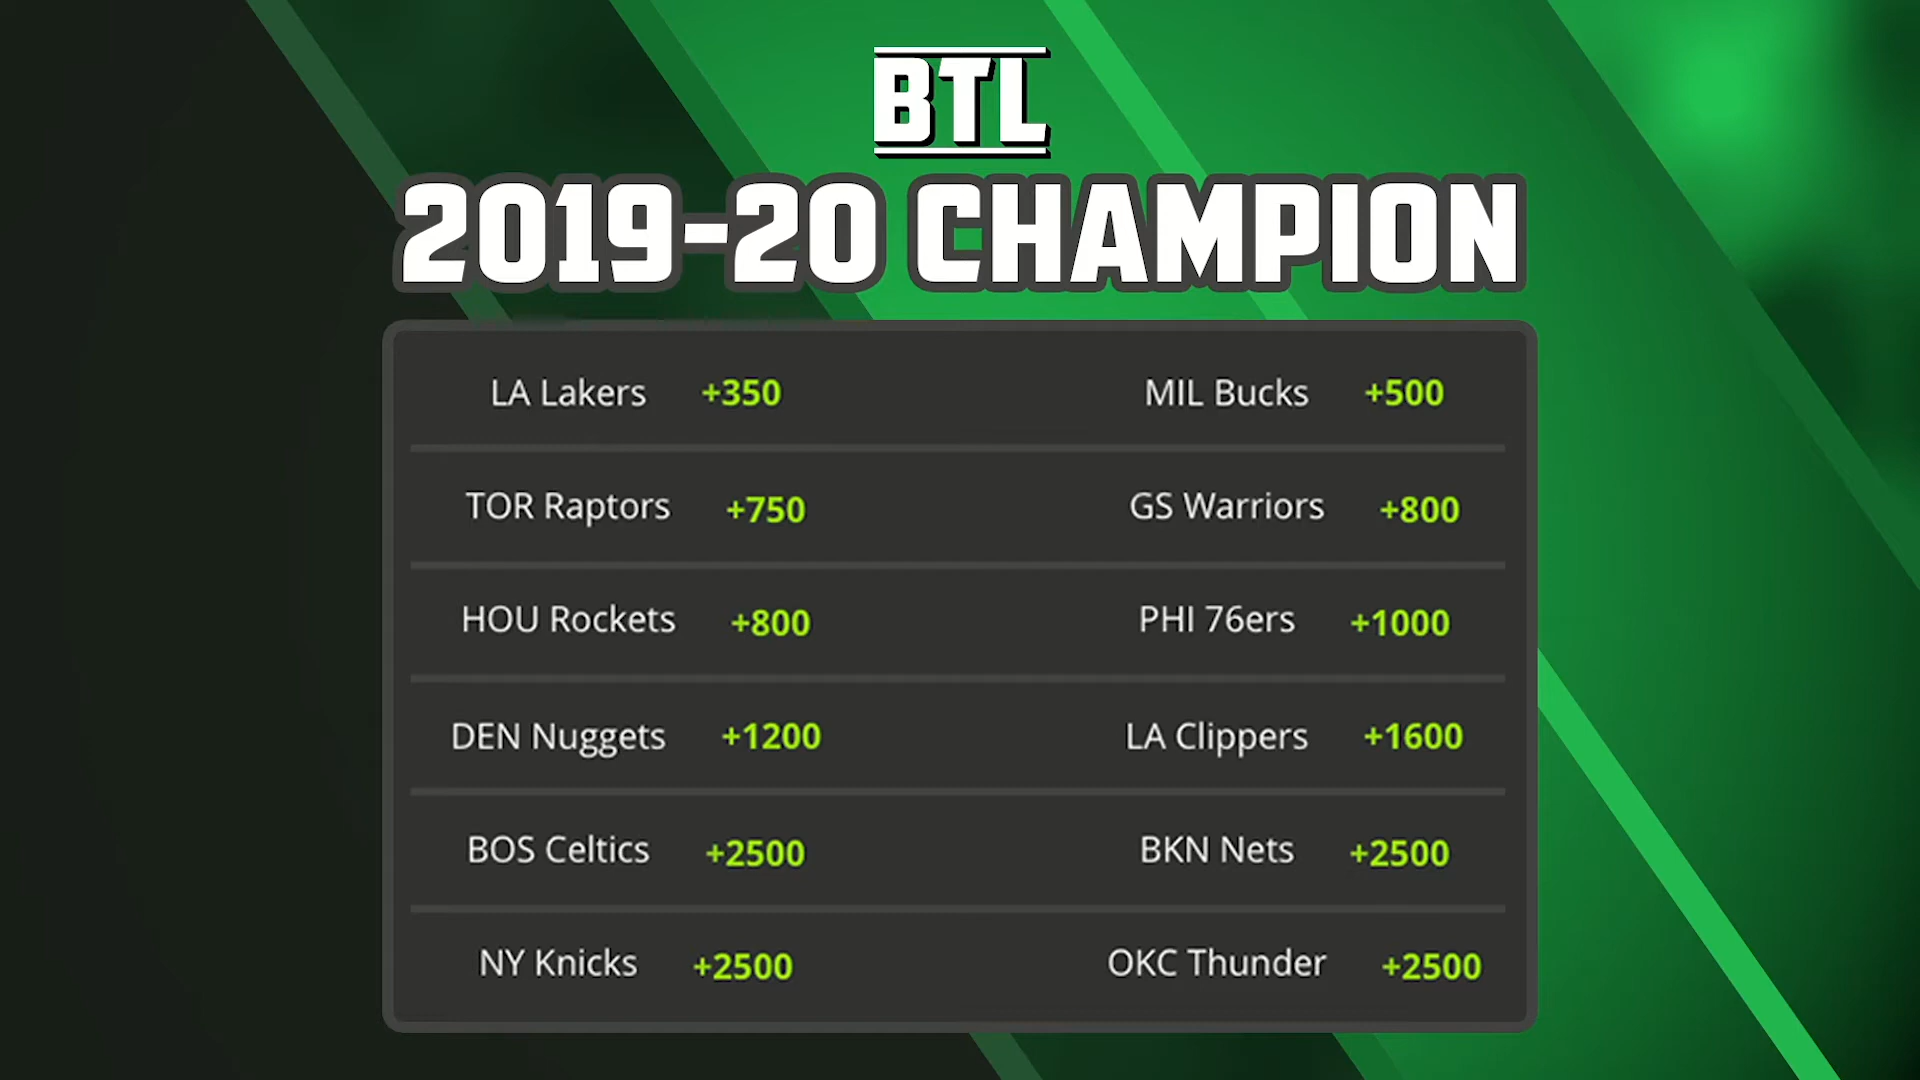 BTL
2019-20 CHAMPION
LA Lakers +350 MIL Bucks +500
TOR Raptors +750 GS Warriors +800
HOU Rockets +800 PHI 76ers +1000
DEN Nuggets +1200 LA Clippers +1600
BOS Celtics +2500 BKN Nets +2500
NY Knicks +2500 OKC Thunder +2500